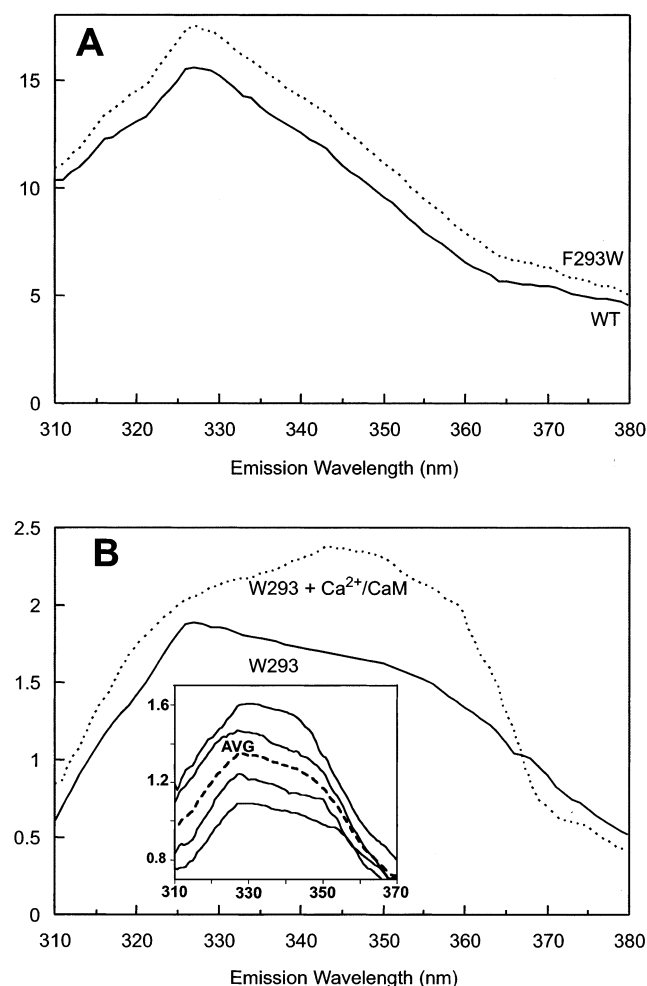 A
15
10
5
0
F293W
WT
310 320 330 340 350 360 370 380
Emission Wavelength (nm)
B
2.5
2
1.5
1
0.5
0
W293 + Ca²⁺/CaM
W293
1.6
1.2
0.8
AVG
310 330 350 370
310 320 330 340 350 360 370 380
Emission Wavelength (nm)